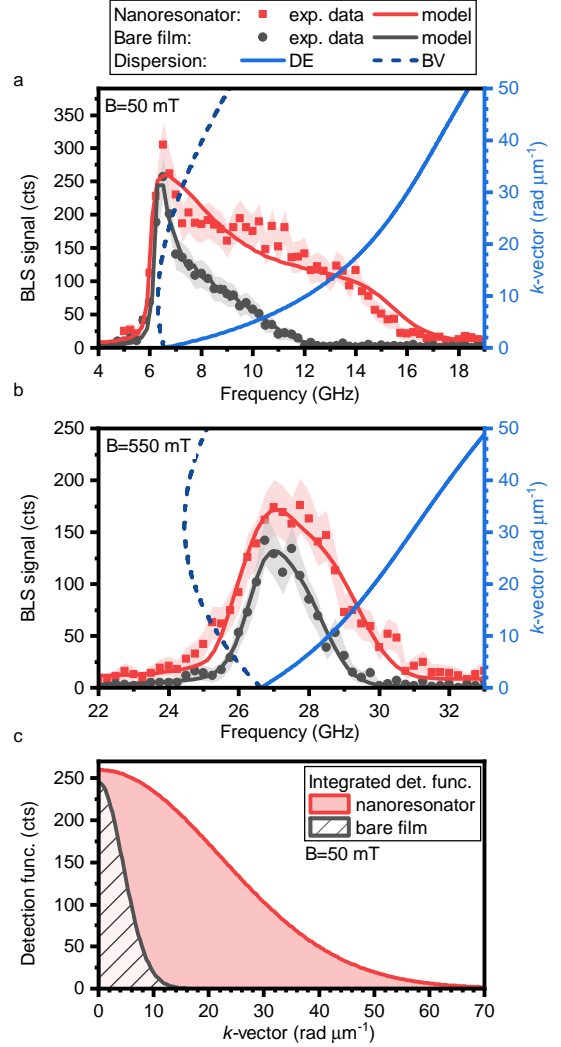 Nanoresonator: exp. data model
Bare film: exp. data model
Dispersion: DE BV
a
B=50 mT
BLS signal (cts)
350
300
250
200
150
100
50
0
50
40
30
20
10
0
k-vector (rad µm⁻¹)
4 6 8 10 12 14 16 18
Frequency (GHz)
b
B=550 mT
BLS signal (cts)
250
200
150
100
50
0
50
40
30
20
10
0
k-vector (rad µm⁻¹)
22 24 26 28 30 32
Frequency (GHz)
c
Integrated det. func.
nanoresonator
bare film
B=50 mT
Detection func. (cts)
250
200
150
100
50
0
0 10 20 30 40 50 60 70
k-vector (rad µm⁻¹)